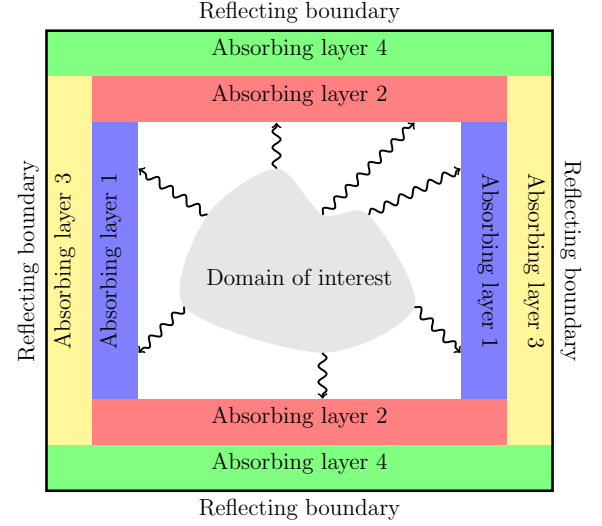 Reflecting boundary
Absorbing layer 4
Absorbing layer 2
Reflecting boundary
Absorbing layer 3
Absorbing layer 1
Domain of interest
Absorbing layer 1
Absorbing layer 3
Reflecting boundary
Absorbing layer 2
Absorbing layer 4
Reflecting boundary